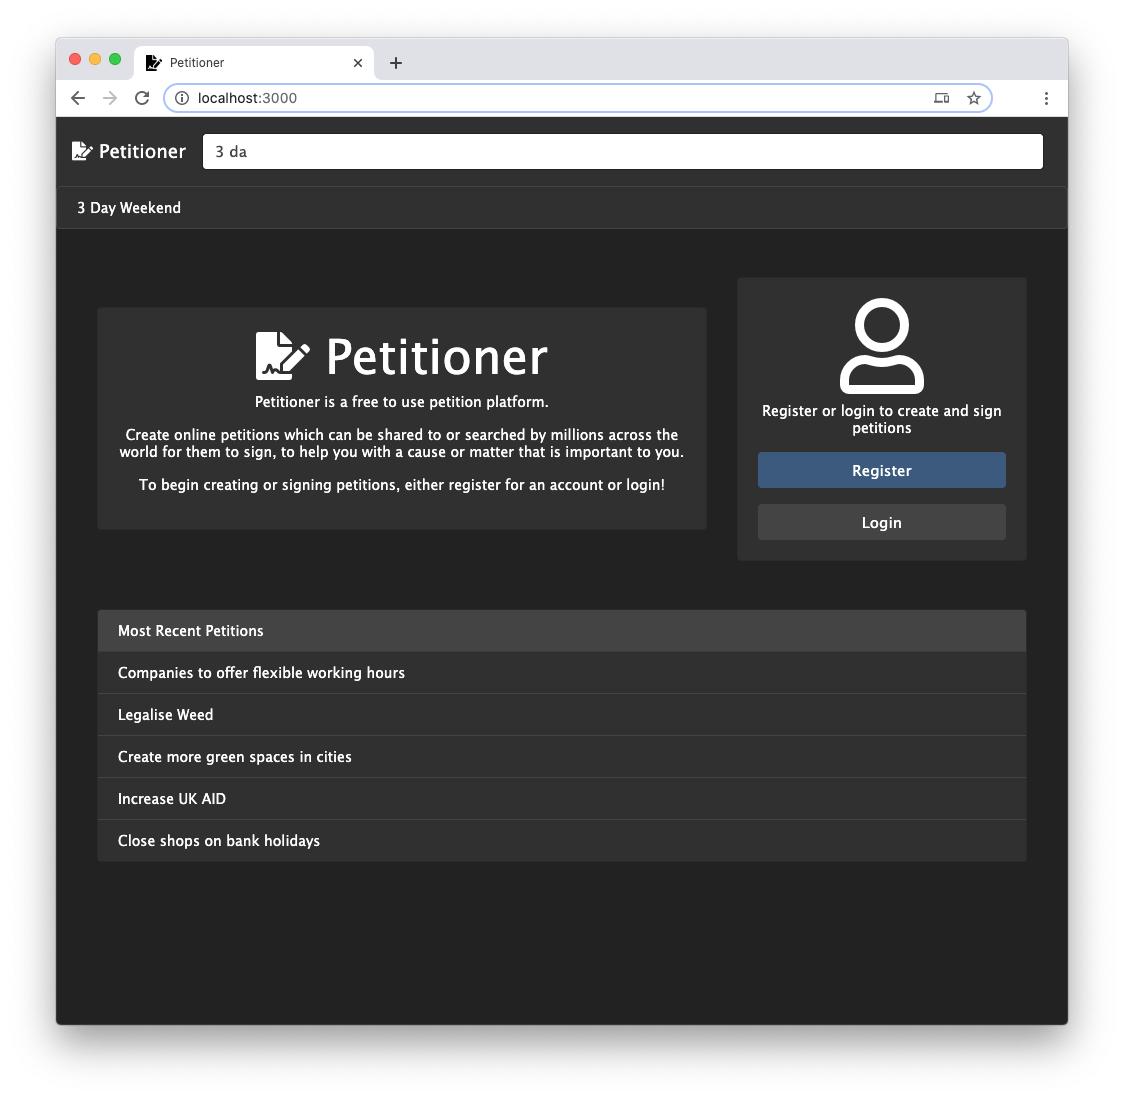 Petitioner
localhost:3000
Petitioner
3 da
3 Day Weekend
Petitioner
Petitioner is a free to use petition platform.
Create online petitions which can be shared to or searched by millions across the
world for them to sign, to help you with a cause or matter that is important to you.
To begin creating or signing petitions, either register for an account or login!
Register or login to create and sign
petitions
Register
Login
Most Recent Petitions
Companies to offer flexible working hours
Legalise Weed
Create more green spaces in cities
Increase UK AID
Close shops on bank holidays